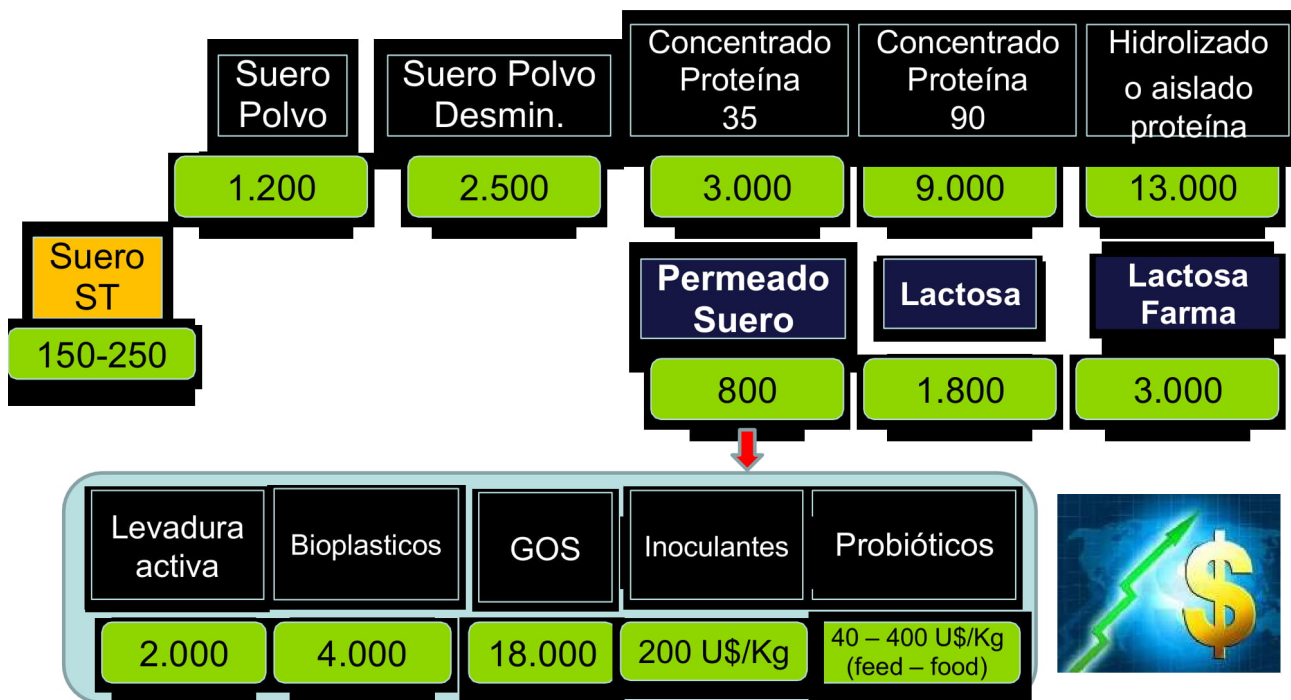 Suero
Polvo
Suero Polvo
Desmin.
Concentrado
Proteína
35
Concentrado
Proteína
90
Hidrolizado
o aislado
proteína
1.200
2.500
3.000
9.000
13.000
Suero
ST
150-250
Permeado
Suero
Lactosa
Lactosa
Farma
800
1.800
3.000
Levadura
activa
Bioplasticos
GOS
Inoculantes
Probióticos
2.000
4.000
18.000
200 U$/Kg
40 – 400 U$/Kg
(feed – food)
$